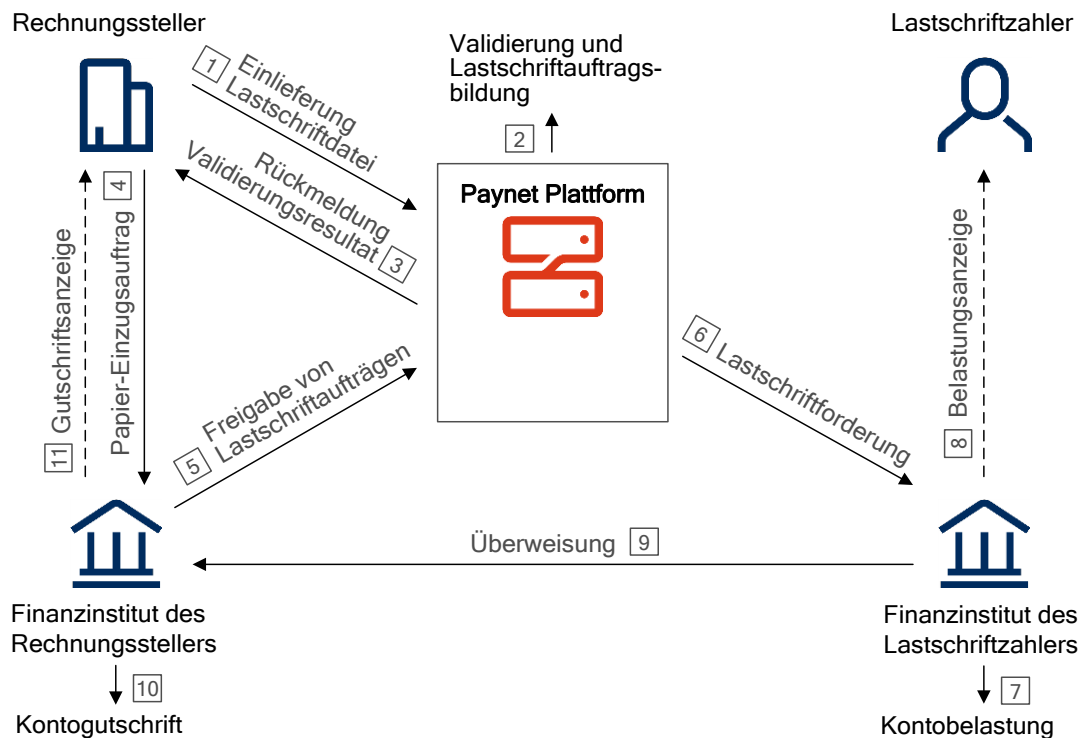 Rechnungssteller
Lastschriftzahler
Validierung und
Lastschriftauftrags-
bildung
1 Einlieferung
Lastschriftdatei
2
Rückmeldung
Validierungsresultat 3
Paynet Plattform
4
Papier-Einzugsauftrag
11 Gutschriftsanzeige
5 Freigabe von
Lastschriftaufträgen
6 Lastschriftforderung
8 Belastungsanzeige
Überweisung 9
Finanzinstitut des
Rechnungsstellers
Finanzinstitut des
Lastschriftzahlers
10
Kontogutschrift
7
Kontobelastung